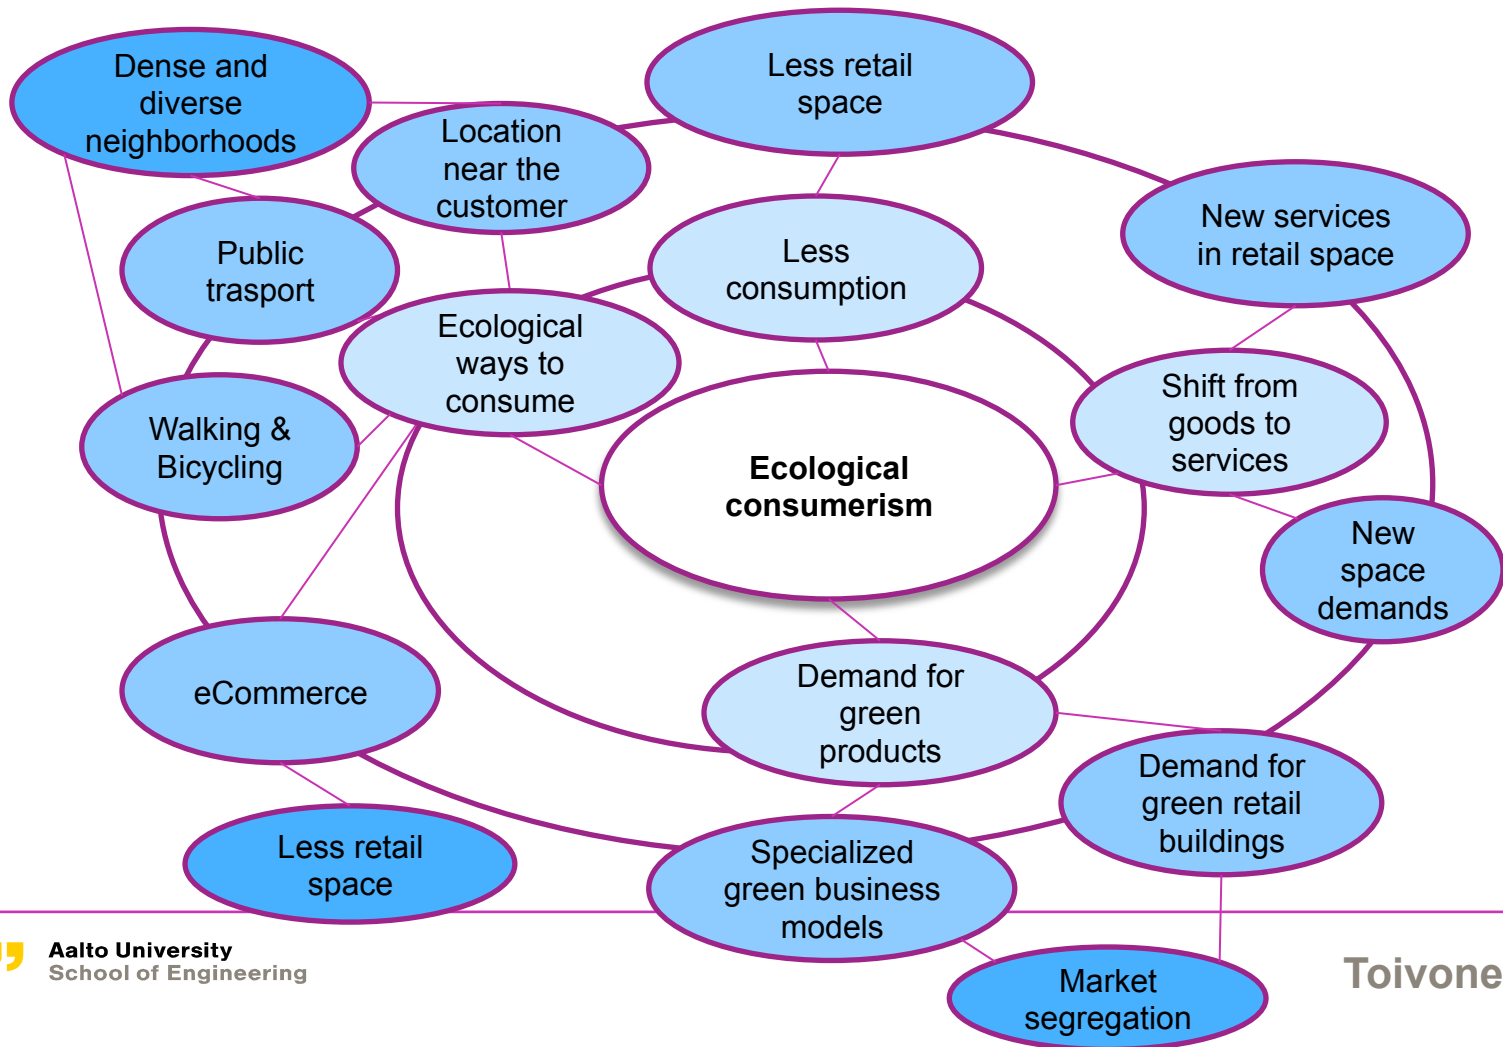 Dense and
diverse
neighborhoods
Less retail
space
Location
near the
customer
New services
in retail space
Public
trasport
Less
consumption
Ecological
ways to
consume
Shift from
goods to
services
Walking &
Bicycling
Ecological
consumerism
New
space
demands
eCommerce
Demand for
green
products
Demand for
green retail
buildings
Less retail
space
Specialized
green business
models
Market
segregation
Aalto University
School of Engineering
Toivone